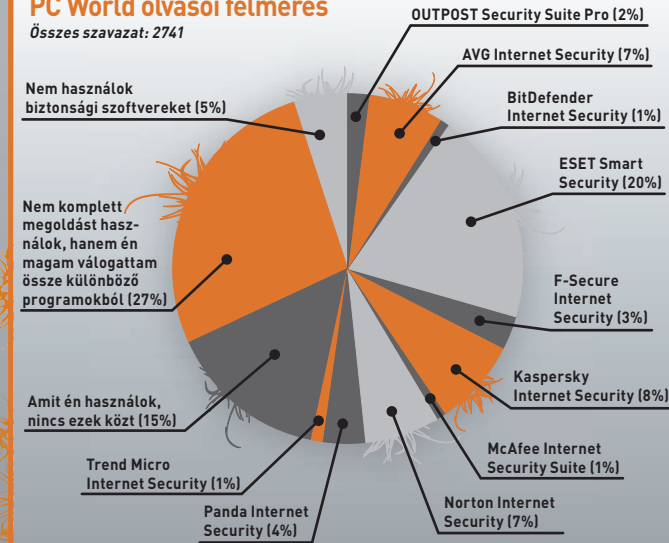 PC World olvasói felmérés
Összes szavazat: 2741
OUTPOST Security Suite Pro (2%)
AVG Internet Security (7%)
BitDefender
Internet Security (1%)
ESET Smart
Security (20%)
F-Secure
Internet
Security (3%)
Kaspersky
Internet Security (8%)
McAfee Internet
Security Suite (1%)
Norton Internet
Security (7%)
Panda Internet
Security (4%)
Trend Micro
Internet Security (1%)
Amit én használok,
nincs ezek közt (15%)
Nem komplett
megoldást hasz-
nálok, hanem én
magam válogattam
össze különböző
programokból (27%)
Nem használok
biztonsági szoftvereket (5%)